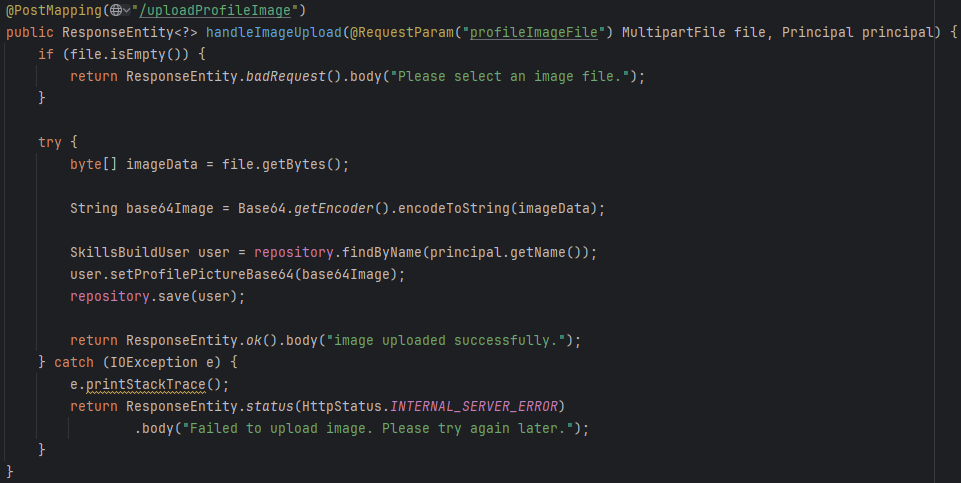 @PostMapping("/uploadProfileImage")
public ResponseEntity<?> handleImageUpload(@RequestParam("profileImageFile") MultipartFile file, Principal principal) {
    if (file.isEmpty()) {
        return ResponseEntity.badRequest().body("Please select an image file.");
    }

    try {
        byte[] imageData = file.getBytes();

        String base64Image = Base64.getEncoder().encodeToString(imageData);

        SkillsBuildUser user = repository.findByName(principal.getName());
        user.setProfilePictureBase64(base64Image);
        repository.save(user);

        return ResponseEntity.ok().body("image uploaded successfully.");
    } catch (IOException e) {
        e.printStackTrace();
        return ResponseEntity.status(HttpStatus.INTERNAL_SERVER_ERROR)
                .body("Failed to upload image. Please try again later.");
    }
}